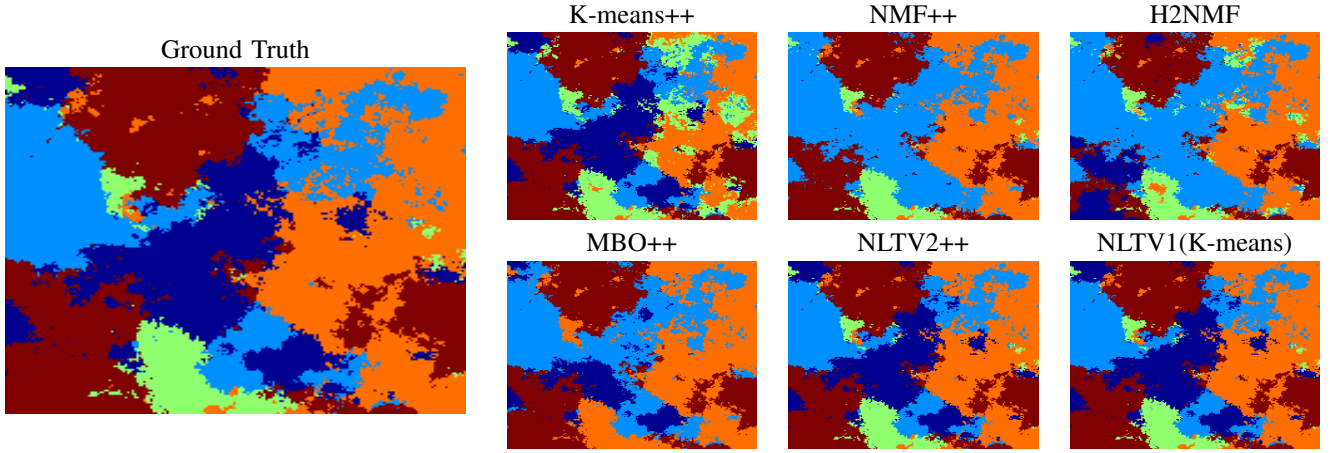 Ground Truth
K-means++
NMF++
H2NMF
MBO++
NLTV2++
NLTV1(K-means)